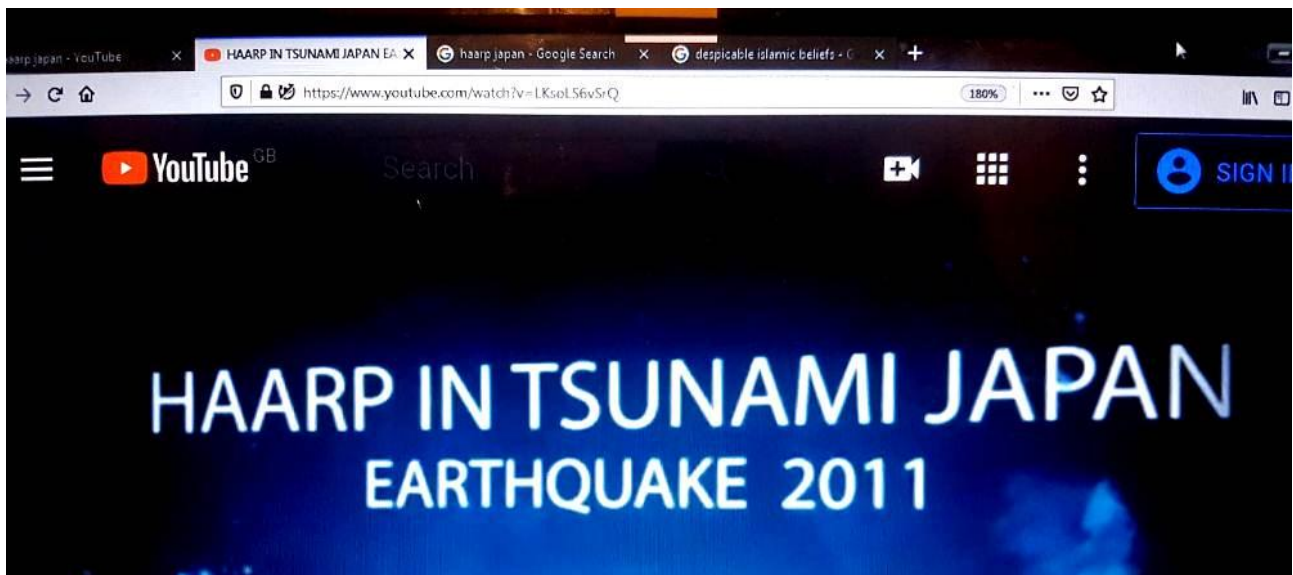 haarp japan - YouTube HAARP IN TSUNAMI JAPAN EA haarp japan - Google Search despicable islamic beliefs - G
https://www.youtube.com/watch?v=LKsoLS6vSrQ 180%
YouTube GB Search SIGN I
HAARP IN TSUNAMI JAPAN
EARTHQUAKE 2011